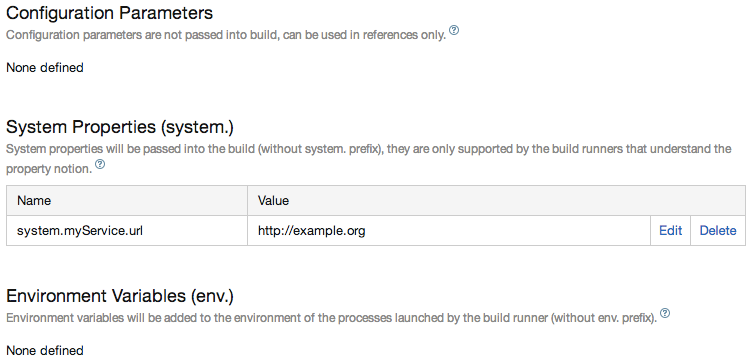 Configuration Parameters
Configuration parameters are not passed into build, can be used in references only. ?
None defined
System Properties (system.)
System properties will be passed into the build (without system. prefix), they are only supported by the build runners that understand the
property notion. ?
Name Value
system.myService.url http://example.org Edit Delete
Environment Variables (env.)
Environment variables will be added to the environment of the processes launched by the build runner (without env. prefix). ?
None defined